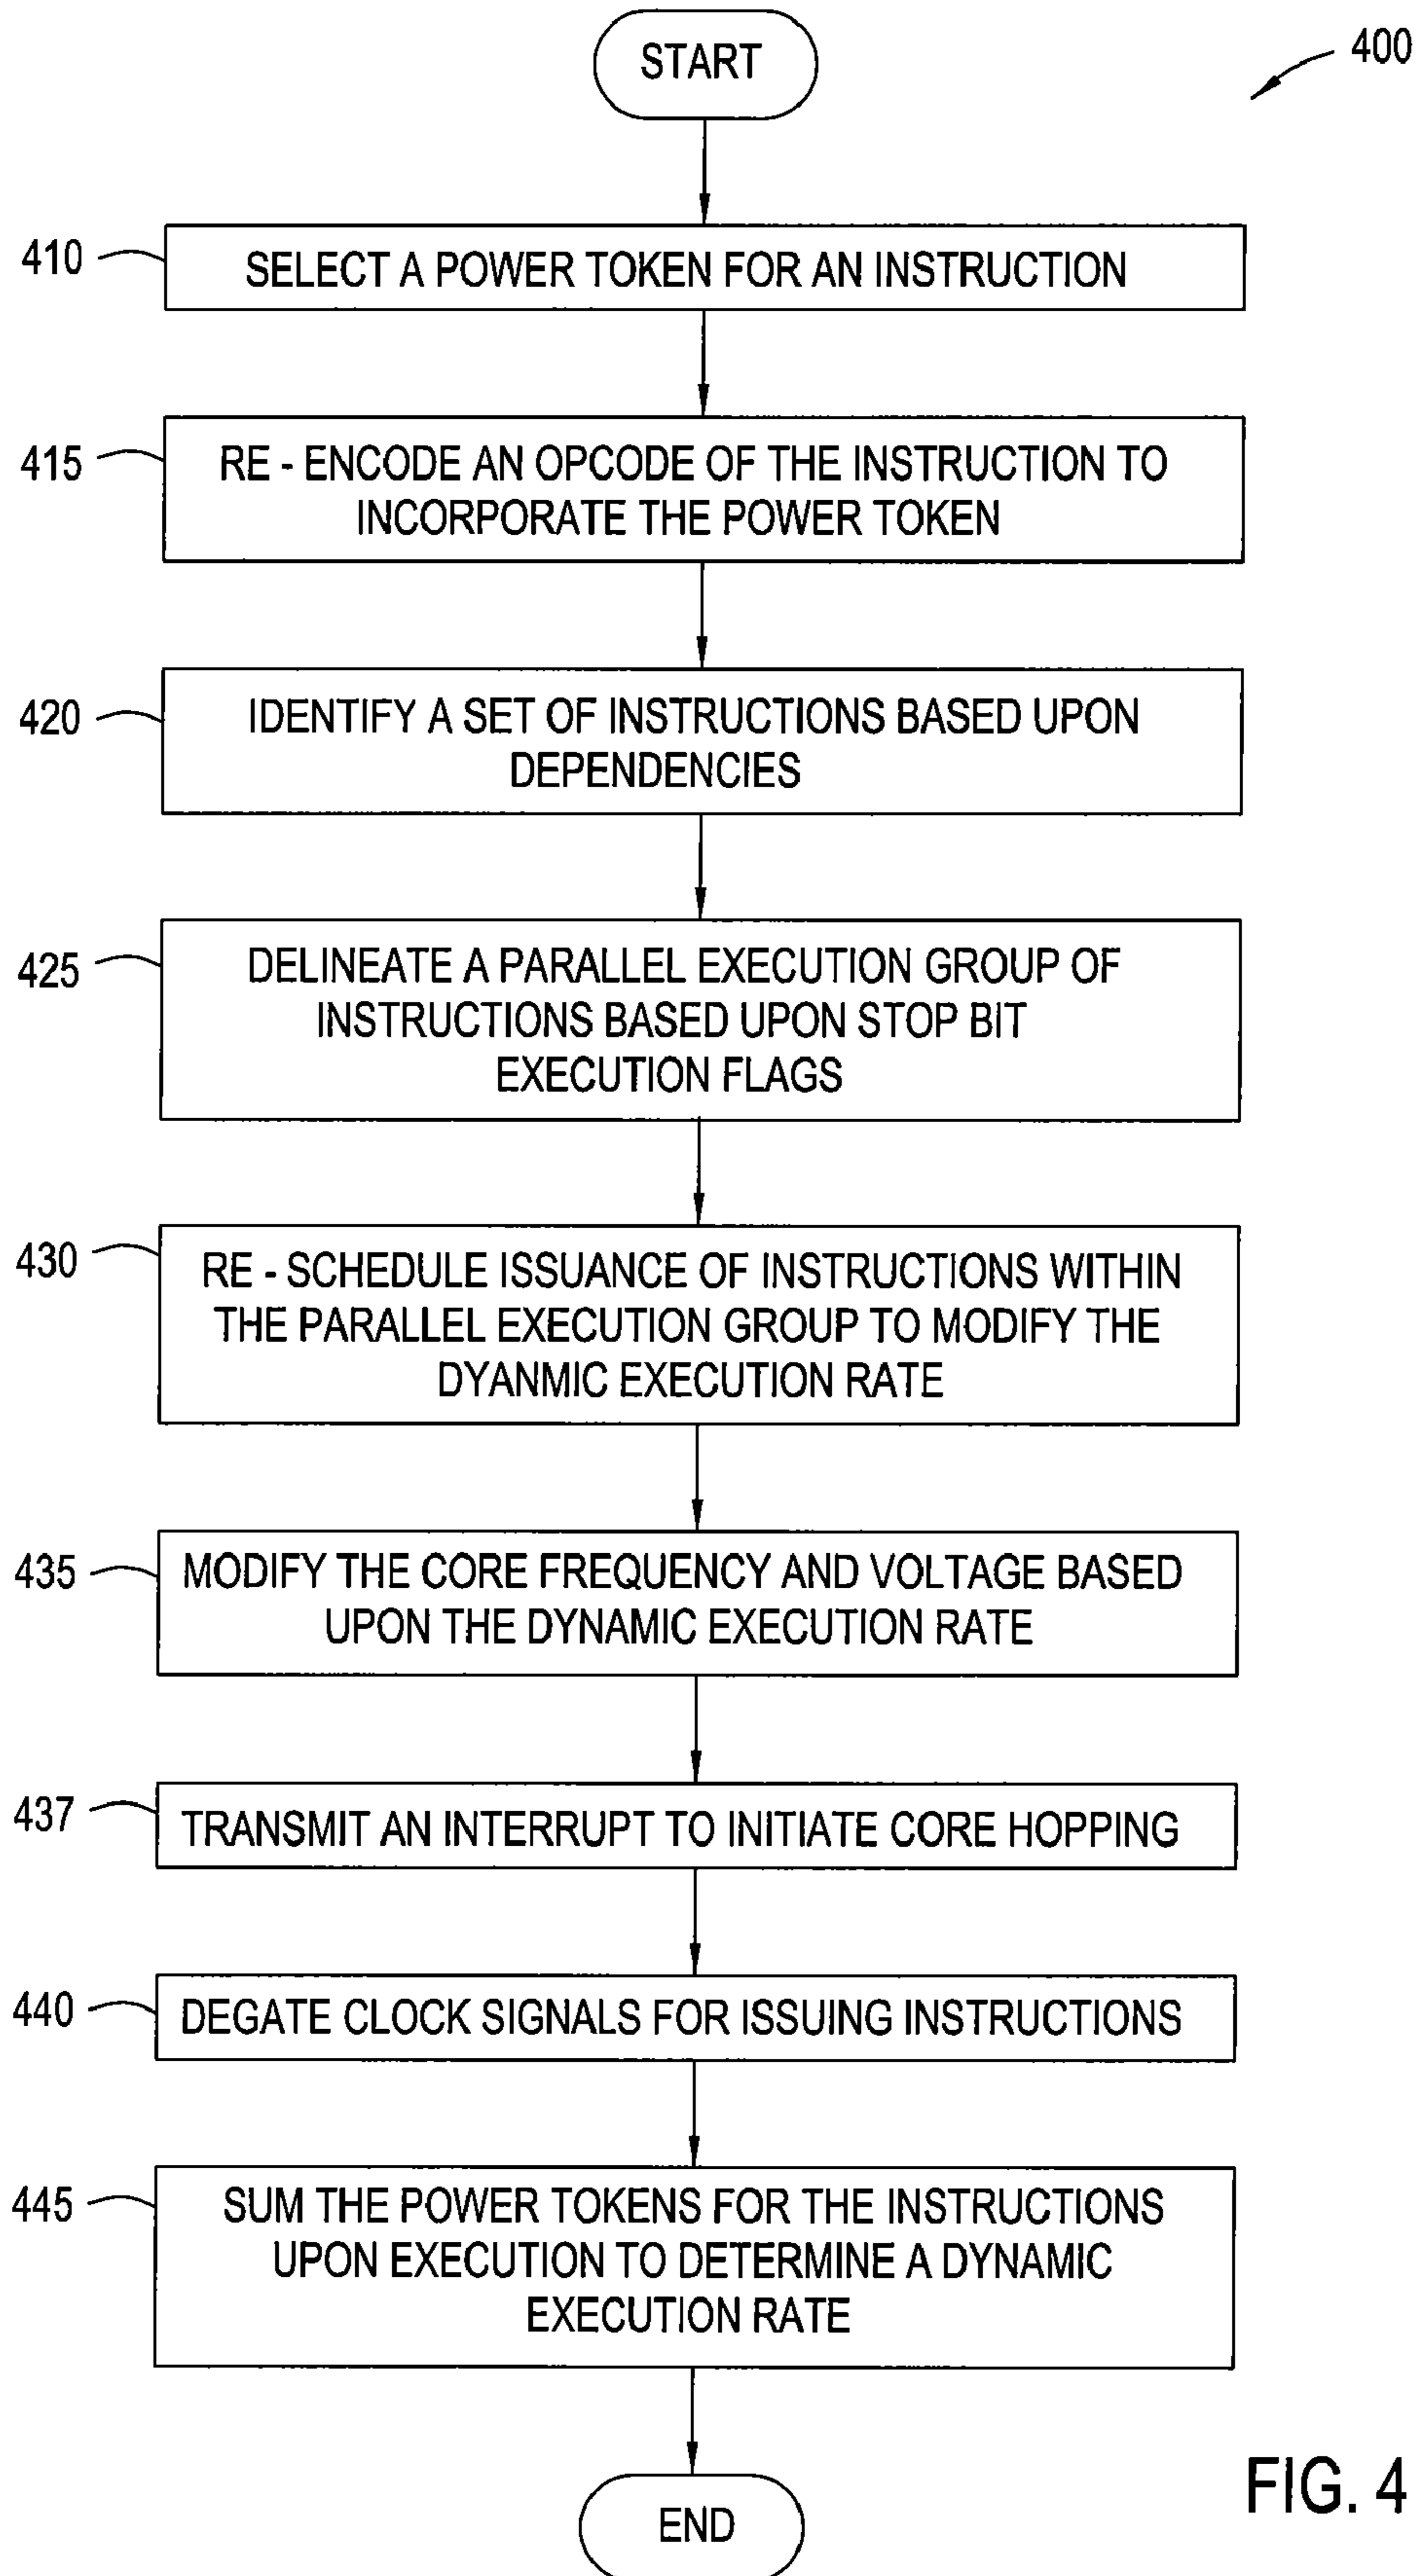 START
400
410
SELECT A POWER TOKEN FOR AN INSTRUCTION
415
RE - ENCODE AN OPCODE OF THE INSTRUCTION TO
INCORPORATE THE POWER TOKEN
420
IDENTIFY A SET OF INSTRUCTIONS BASED UPON
DEPENDENCIES
425
DELINEATE A PARALLEL EXECUTION GROUP OF
INSTRUCTIONS BASED UPON STOP BIT
EXECUTION FLAGS
430
RE - SCHEDULE ISSUANCE OF INSTRUCTIONS WITHIN
THE PARALLEL EXECUTION GROUP TO MODIFY THE
DYANMIC EXECUTION RATE
435
MODIFY THE CORE FREQUENCY AND VOLTAGE BASED
UPON THE DYNAMIC EXECUTION RATE
437
TRANSMIT AN INTERRUPT TO INITIATE CORE HOPPING
440
DEGATE CLOCK SIGNALS FOR ISSUING INSTRUCTIONS
445
SUM THE POWER TOKENS FOR THE INSTRUCTIONS
UPON EXECUTION TO DETERMINE A DYNAMIC
EXECUTION RATE
END
FIG. 4